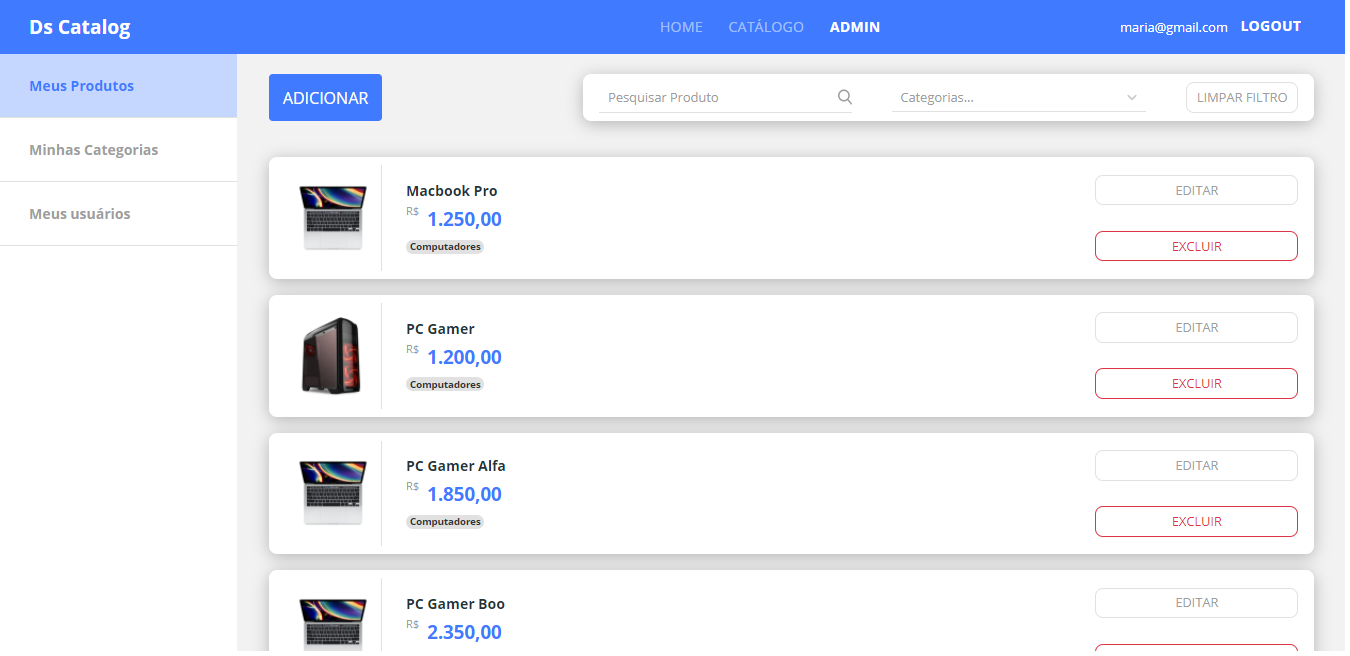 Ds Catalog
HOME CATÁLOGO ADMIN
maria@gmail.com LOGOUT
Meus Produtos
Minhas Categorias
Meus usuários
ADICIONAR
Pesquisar Produto
Categorias...
LIMPAR FILTRO
Macbook Pro
R$ 1.250,00
Computadores
EDITAR
EXCLUIR
PC Gamer
R$ 1.200,00
Computadores
EDITAR
EXCLUIR
PC Gamer Alfa
R$ 1.850,00
Computadores
EDITAR
EXCLUIR
PC Gamer Boo
R$ 2.350,00
EDITAR